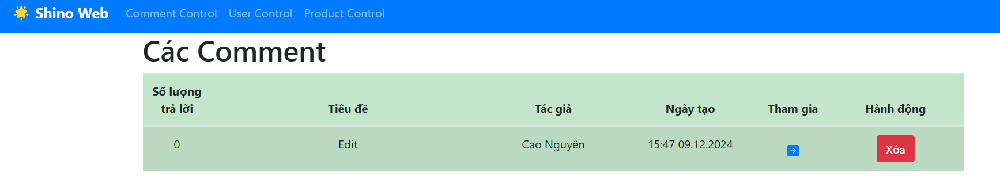 Shino Web Comment Control User Control Product Control
Các Comment
Số lượng
trả lời Tiêu đề Tác giả Ngày tạo Tham gia Hành động
0 Edit Cao Nguyên 15:47 09.12.2024 → Xóa